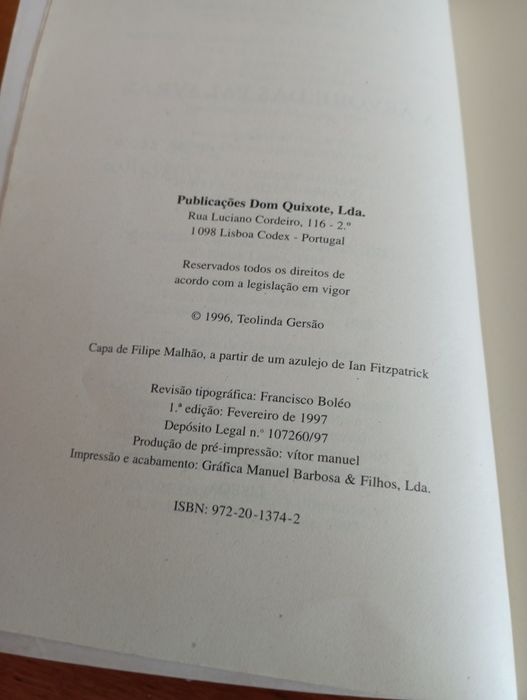 Publicações Dom Quixote, Lda.
Rua Luciano Cordeiro, 116 - 2.º
1098 Lisboa Codex - Portugal
Reservados todos os direitos de
acordo com a legislação em vigor
© 1996, Teolinda Gersão
Capa de Filipe Malhão, a partir de um azulejo de Ian Fitzpatrick
Revisão tipográfica: Francisco Boléo
1.ª edição: Fevereiro de 1997
Depósito Legal n.º 107260/97
Produção de pré-impressão: vítor manuel
Impressão e acabamento: Gráfica Manuel Barbosa & Filhos, Lda.
ISBN: 972-20-1374-2